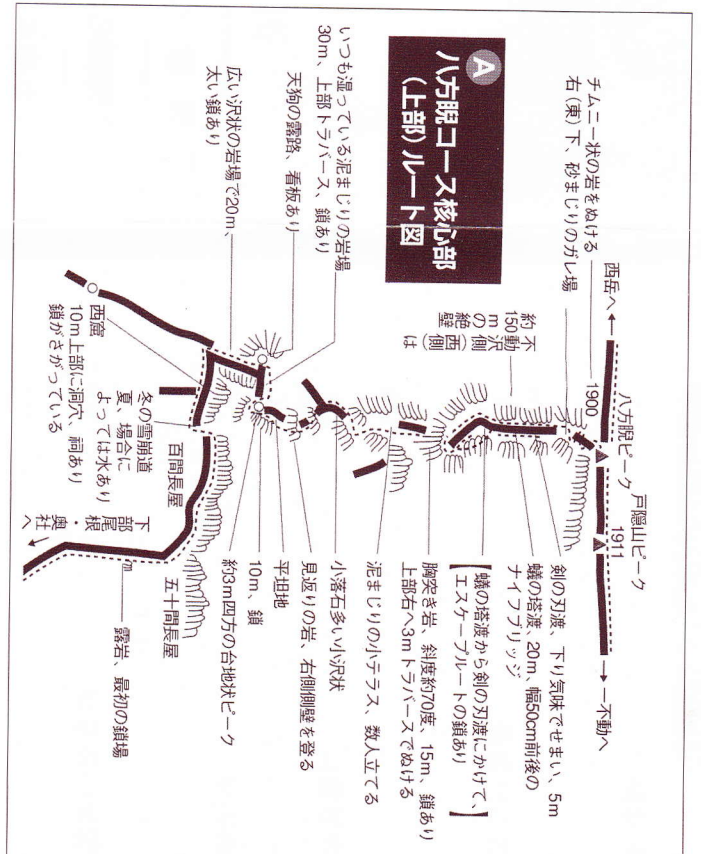 A
八方睨コース核心部
(上部) ルート図
チムニー状の岩をぬける
右(東)下、砂まじりのガレ場
西岳へ
1900
八方睨ピーク
戸隠山ピーク
1911
一不動へ
不動沢側(西側)は
約150mの絶壁
剣の刃渡、下り気味でせまい、5m
蟻の塔渡、20m、幅50cm前後の
ナイフブリッジ
【蟻の塔渡から剣の刃渡にかけて、
エスケープルートの鎖あり】
胸突き岩、斜度約70度、15m、鎖あり
上部右へ3mトラバースでぬける
泥まじりの小テラス、数人立てる
小落石多い小沢状
見返りの岩、右側側壁を登る
平坦地
10m、鎖
約3m四方の台地状ピーク
いつも湿っている泥まじりの岩場
30m、上部トラバース、鎖あり
天狗の露路、看板あり
広い沢状の岩場で20m、
太い鎖あり
西窟
10m上部に洞穴、祠あり
鎖がさがっている
冬の雪崩道
夏、場合に
よっては水あり
百間長屋
五十間長屋
露岩、最初の鎖場
下部尾根・奥社へ